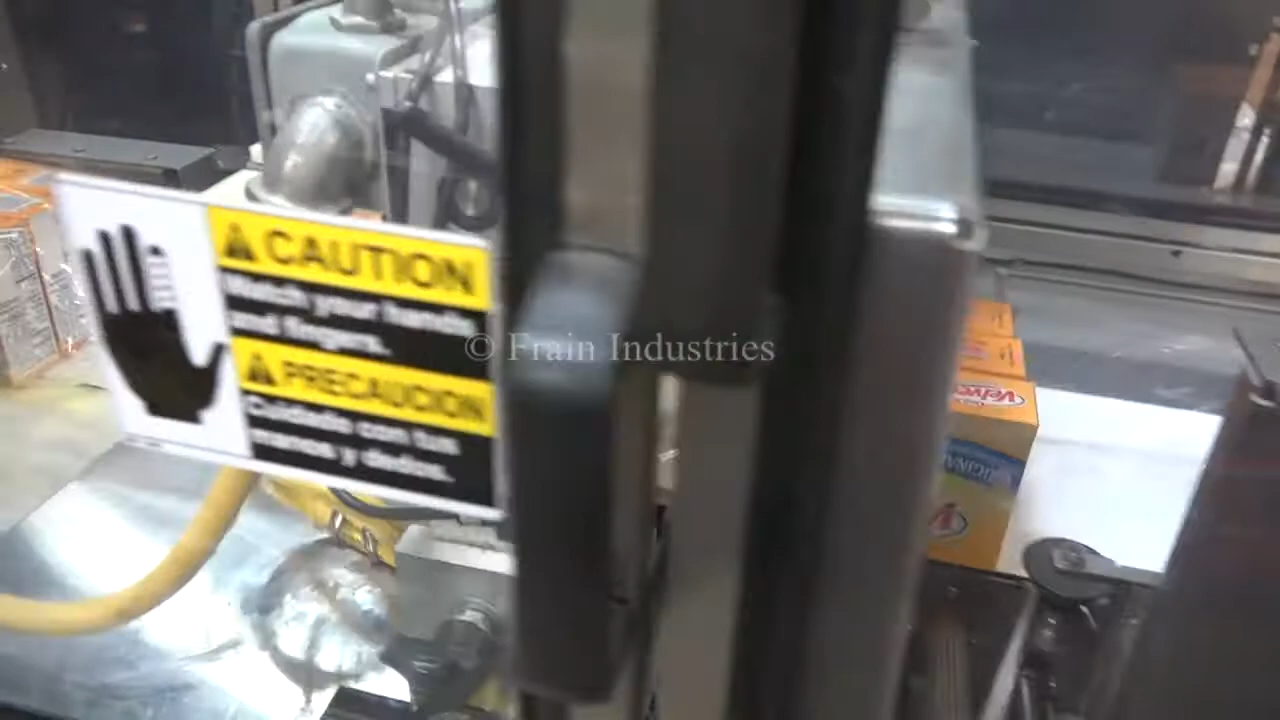 CAUTION
Watch your hands
and fingers.
PRECAUCION
Cuidado con tus
manos y dedos.
© Frain Industries